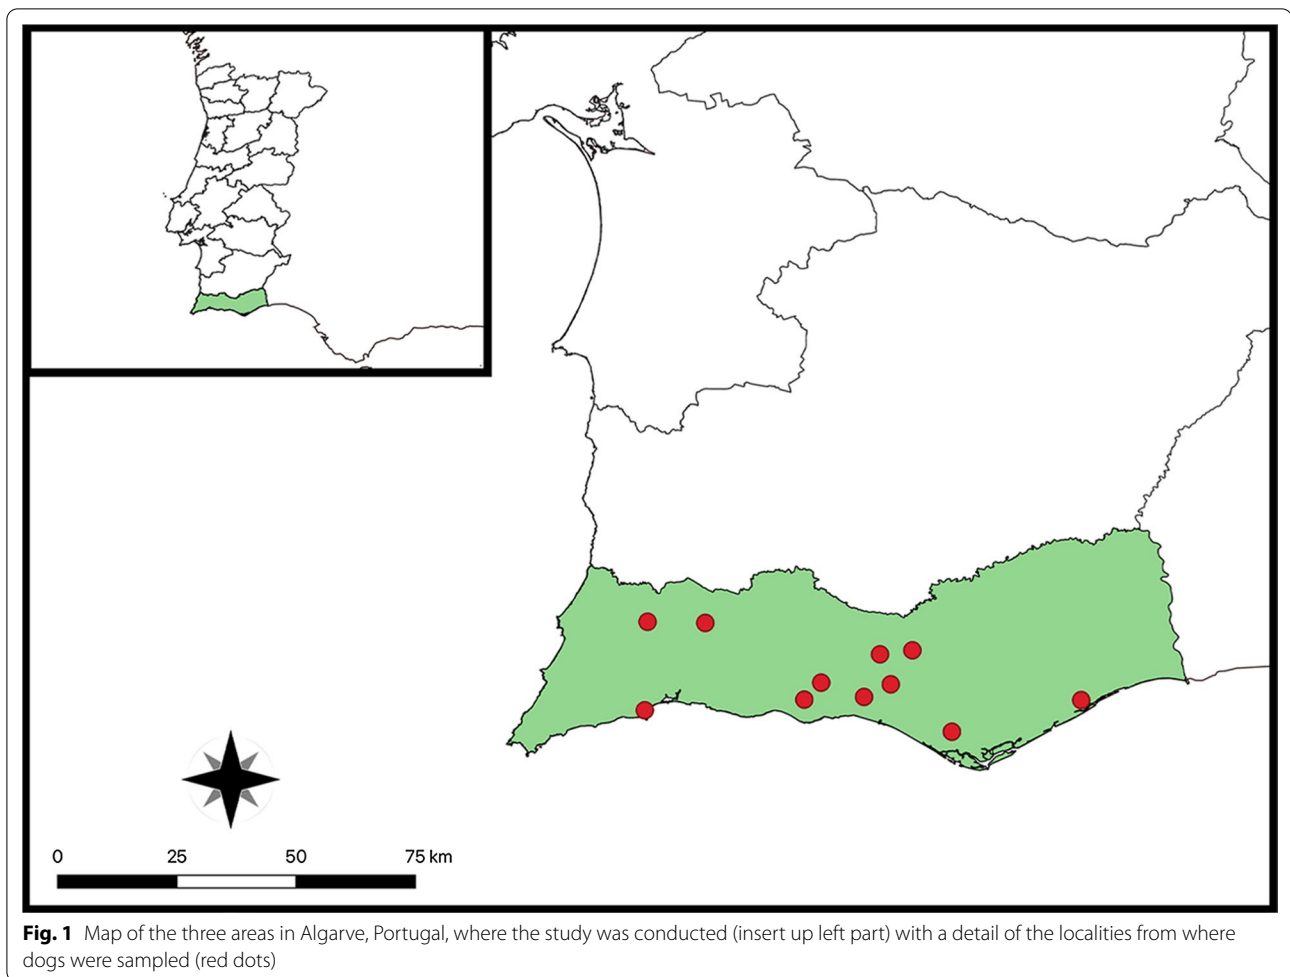 0 25 50 75 km
Fig. 1 Map of the three areas in Algarve, Portugal, where the study was conducted (insert up left part) with a detail of the localities from where
dogs were sampled (red dots)